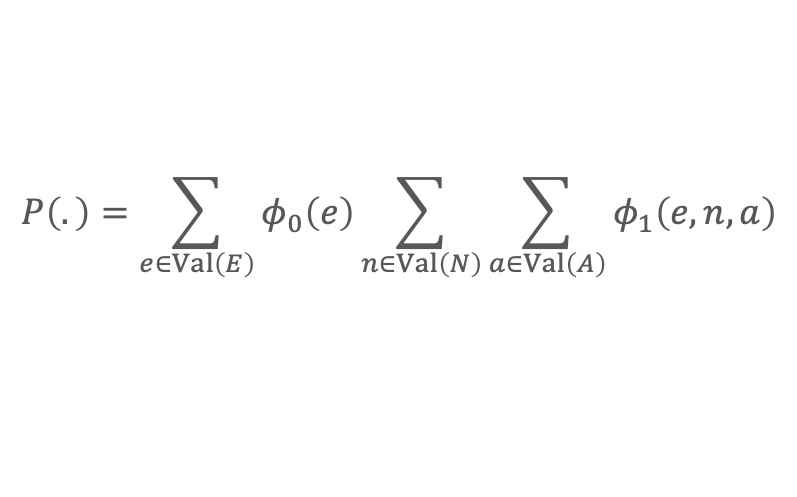 P(.) = ∑ ϕ₀(e) ∑ ∑ ϕ₁(e, n, a)
e∈Val(E) n∈Val(N) a∈Val(A)